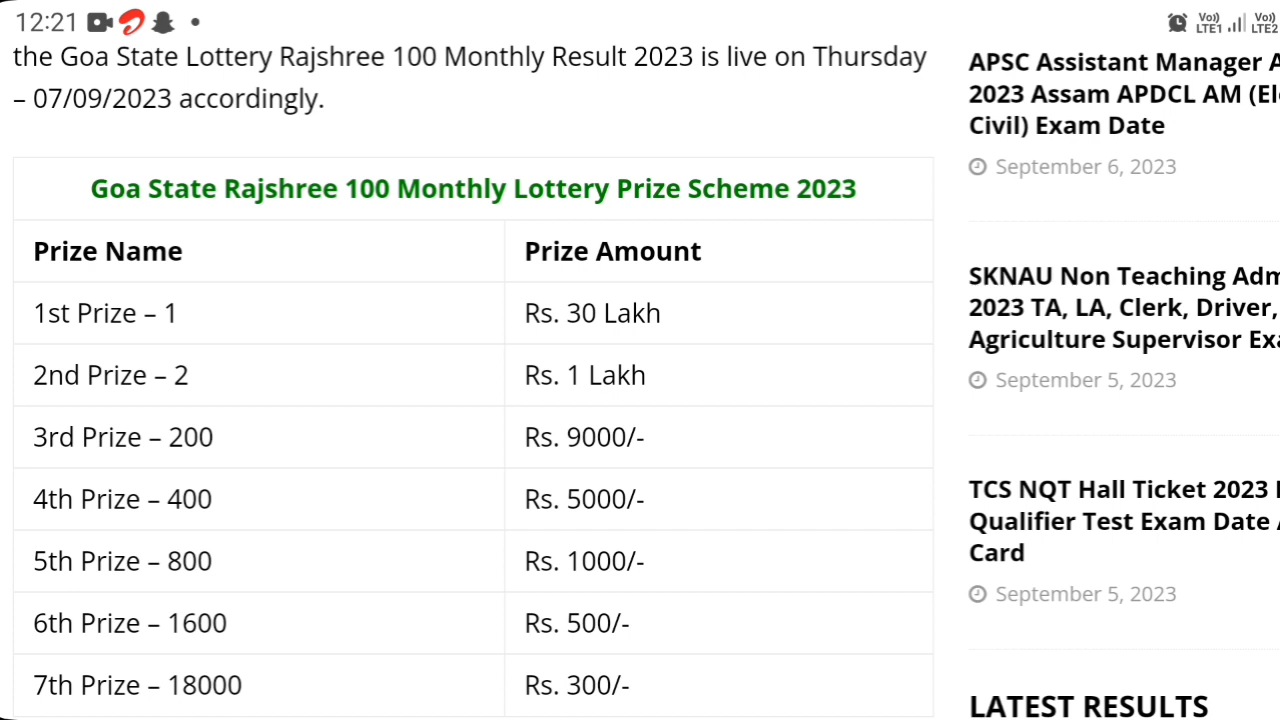 12:21
Vo)) LTE1
Vo)) LTE2
the Goa State Lottery Rajshree 100 Monthly Result 2023 is live on Thursday
– 07/09/2023 accordingly.
Goa State Rajshree 100 Monthly Lottery Prize Scheme 2023
Prize Name Prize Amount
1st Prize – 1 Rs. 30 Lakh
2nd Prize – 2 Rs. 1 Lakh
3rd Prize – 200 Rs. 9000/-
4th Prize – 400 Rs. 5000/-
5th Prize – 800 Rs. 1000/-
6th Prize – 1600 Rs. 500/-
7th Prize – 18000 Rs. 300/-
APSC Assistant Manager
2023 Assam APDCL AM
Civil) Exam Date
September 6, 2023
SKNAU Non Teaching
2023 TA, LA, Clerk, Driver,
Agriculture Supervisor
September 5, 2023
TCS NQT Hall Ticket 2023
Qualifier Test Exam Date
Card
September 5, 2023
LATEST RESULTS